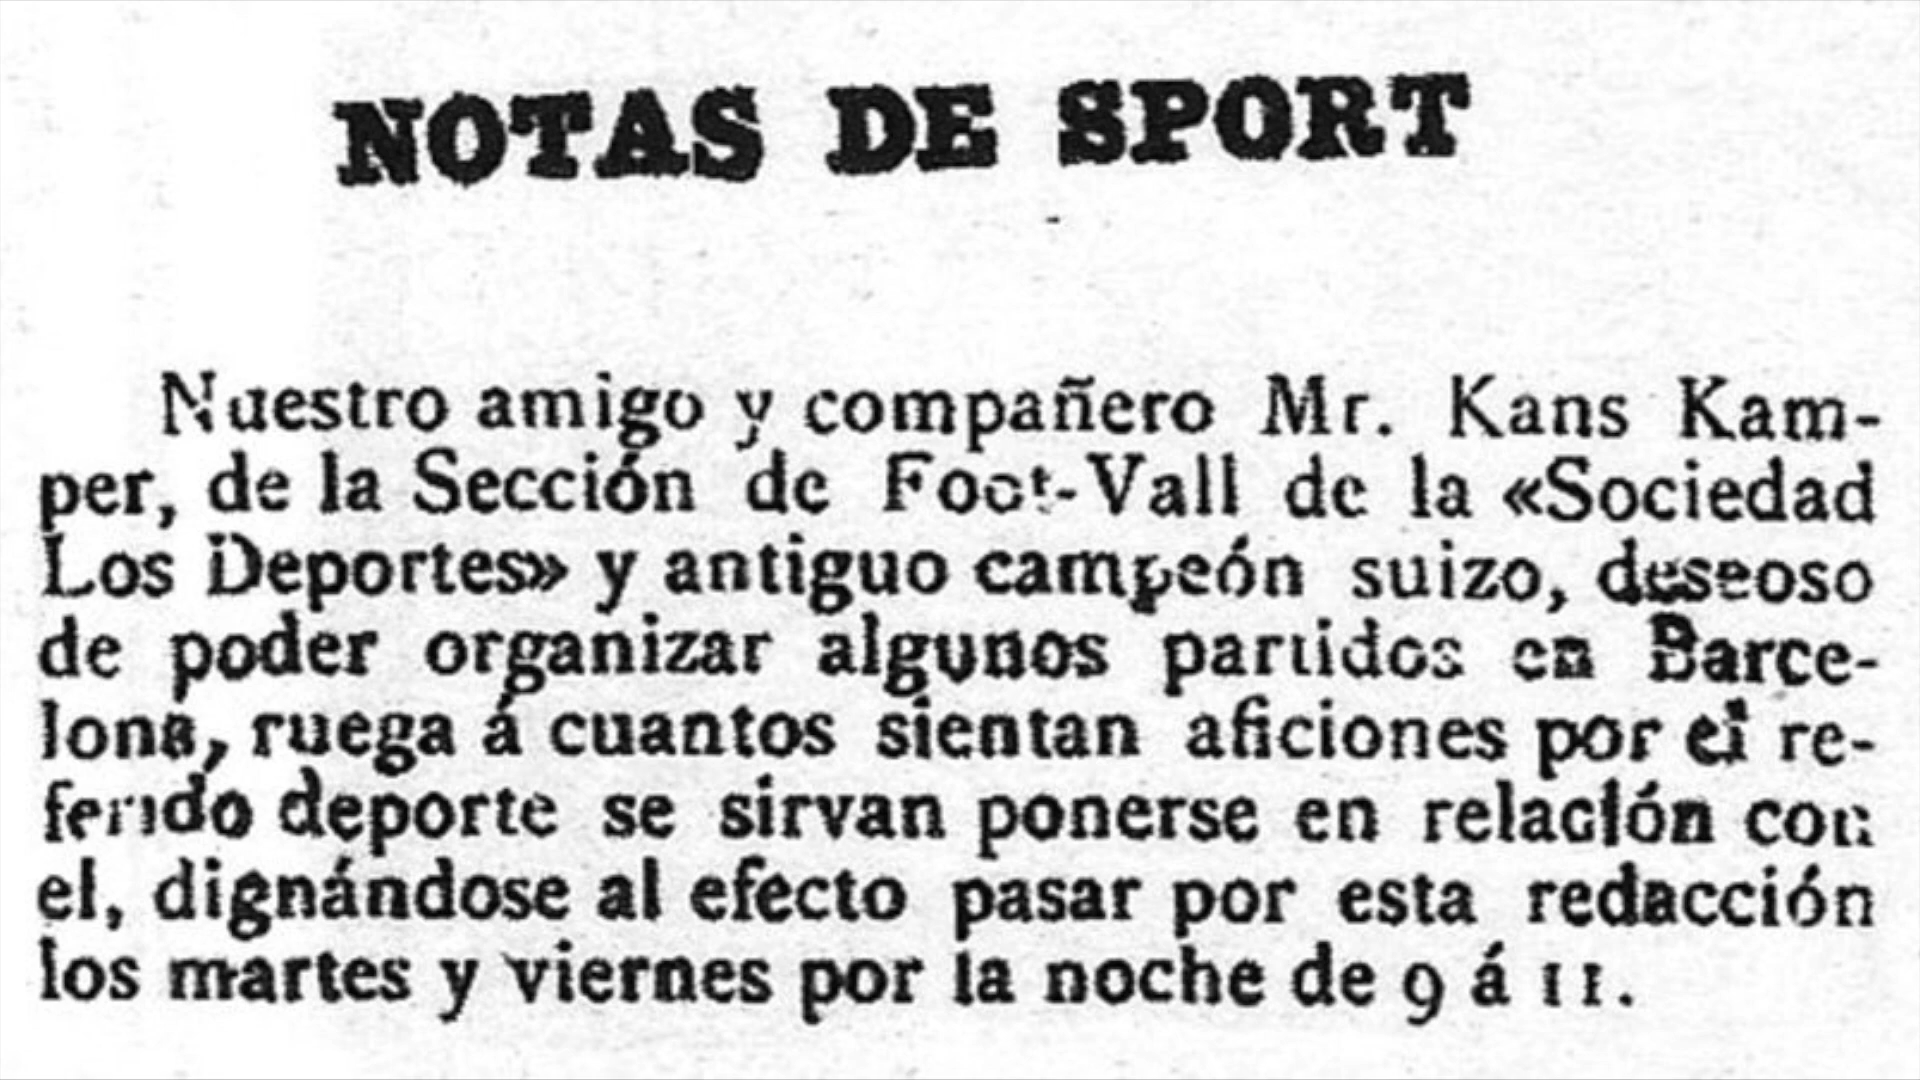 NOTAS DE SPORT
Nuestro amigo y compañero Mr. Kans Kam-
per, de la Sección de Foot-Vall de la «Sociedad
Los Deportes» y antiguo campeón suizo, deseoso
de poder organizar algunos partidos en Barce-
lona, ruega á cuantos sientan aficiones por el re-
ferido deporte se sirvan ponerse en relación con
el, dignándose al efecto pasar por esta redacción
los martes y viernes por la noche de 9 á 11.